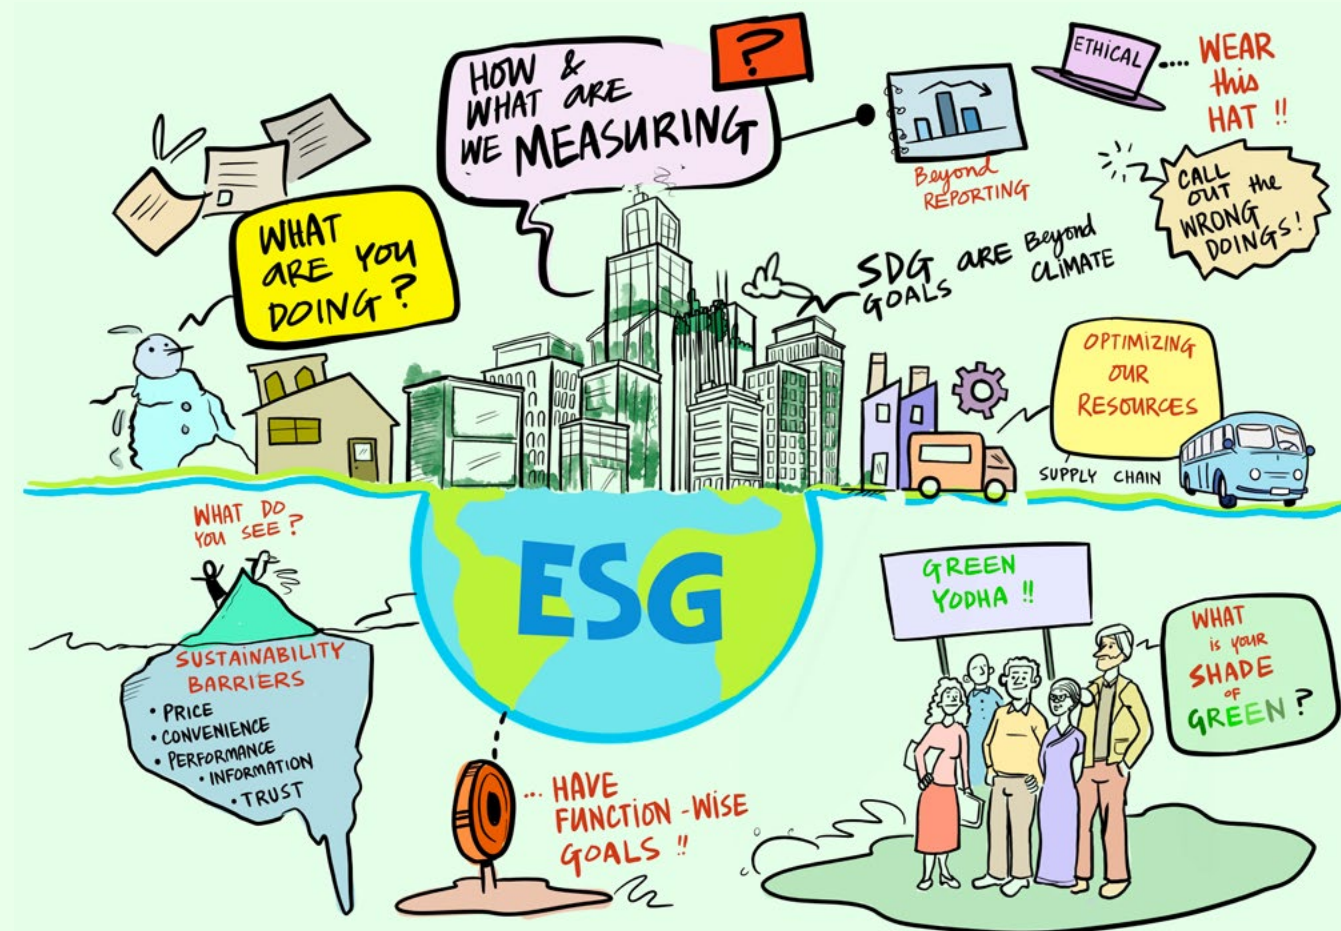 HOW &
WHAT ARE
WE MEASURING
?
ETHICAL
WEAR
this
HAT !!
Beyond
REPORTING
CALL
OUT the
WRONG
DOINGS!
WHAT
ARE YOU
DOING?
SDG ARE Beyond
GOALS CLIMATE
OPTIMIZING
OUR
RESOURCES
SUPPLY CHAIN
WHAT DO
YOU SEE?
ESG
SUSTAINABILITY
BARRIERS
• PRICE
• CONVENIENCE
• PERFORMANCE
• INFORMATION
• TRUST
GREEN
YODHA !!
WHAT
is YOUR
SHADE
OF
GREEN?
... HAVE
FUNCTION-WISE
GOALS !!